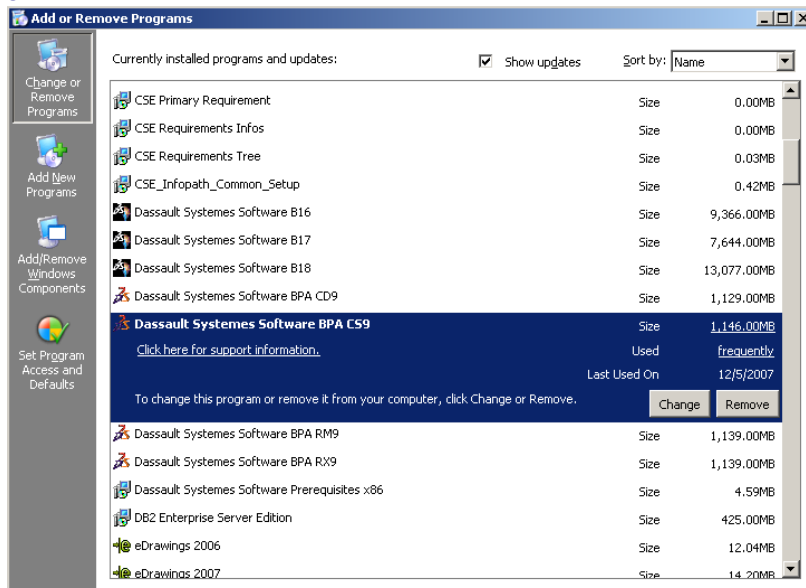 Add or Remove Programs
Change or
Remove
Programs
Add New
Programs
Add/Remove
Windows
Components
Set Program
Access and
Defaults
Currently installed programs and updates:
Show updates
Sort by: Name
CSE Primary Requirement Size 0.00MB
CSE Requirements Infos Size 0.00MB
CSE Requirements Tree Size 0.03MB
CSE_Infopath_Common_Setup Size 0.42MB
Dassault Systemes Software B16 Size 9,366.00MB
Dassault Systemes Software B17 Size 7,644.00MB
Dassault Systemes Software B18 Size 13,077.00MB
Dassault Systemes Software BPA CD9 Size 1,129.00MB
Dassault Systemes Software BPA CS9 Size 1,146.00MB
Click here for support information. Used frequently
Last Used On 12/5/2007
To change this program or remove it from your computer, click Change or Remove. Change Remove
Dassault Systemes Software BPA RM9 Size 1,139.00MB
Dassault Systemes Software BPA RX9 Size 1,139.00MB
Dassault Systemes Software Prerequisites x86 Size 4.59MB
DB2 Enterprise Server Edition Size 425.00MB
eDrawings 2006 Size 12.04MB
eDrawings 2007 Size 14.20MB